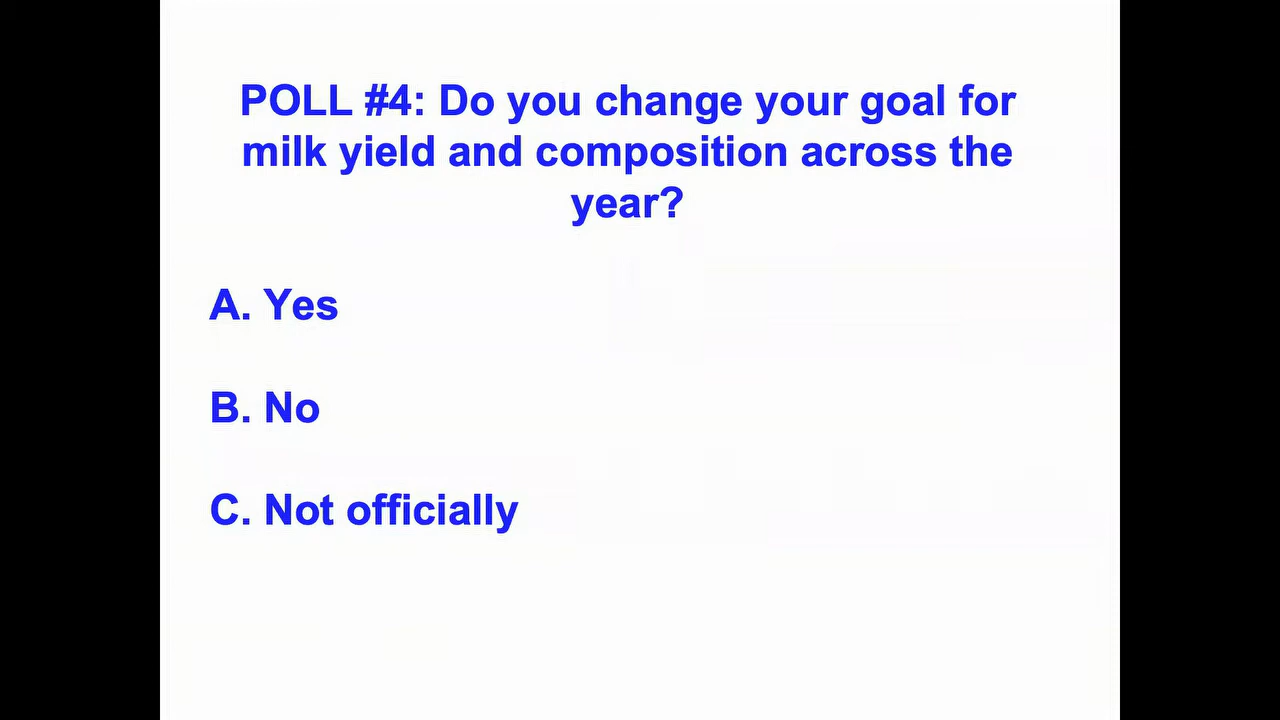 POLL #4: Do you change your goal for
milk yield and composition across the
year?
A. Yes
B. No
C. Not officially